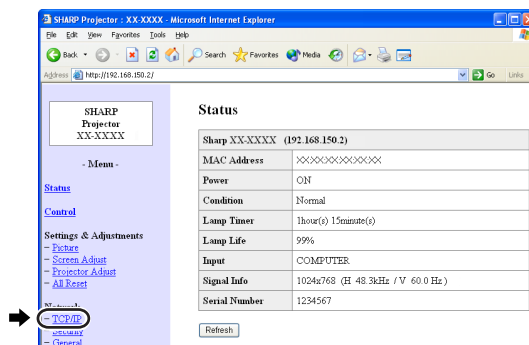 SHARP Projector : XX-XXXX - Microsoft Internet Explorer
File Edit View Favorites Tools Help
Back Search Favorites Media
Address http://192.168.150.2/ Go Links
SHARP
Projector
XX-XXXX
- Menu -
Status
Control
Settings & Adjustments
– Picture
– Screen Adjust
– Projector Adjust
– All Reset
Network
– TCP/IP
– Security
– General
Status
Sharp XX-XXXX (192.168.150.2)
MAC Address XXXXXXXXXXXX
Power ON
Condition Normal
Lamp Timer 1hour(s) 15minute(s)
Lamp Life 99%
Input COMPUTER
Signal Info 1024x768 (H 48.3kHz / V 60.0 Hz )
Serial Number 1234567
Refresh